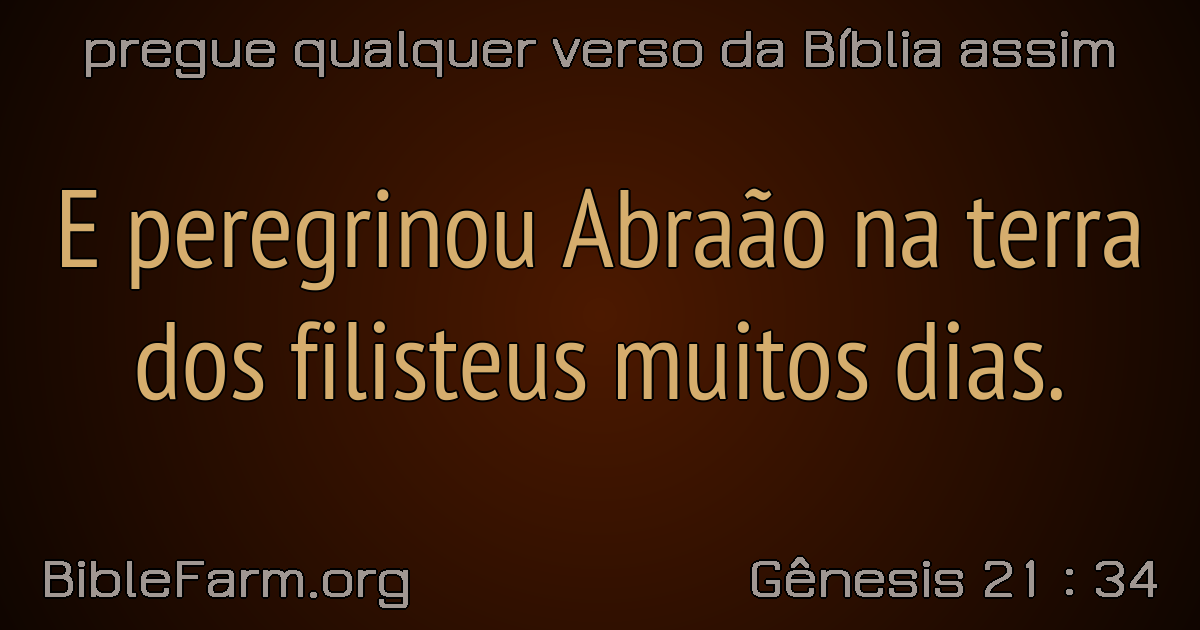 pregue qualquer verso da Bíblia assim
E peregrinou Abraão na terra
dos filisteus muitos dias.
BibleFarm.org
Gênesis 21 : 34